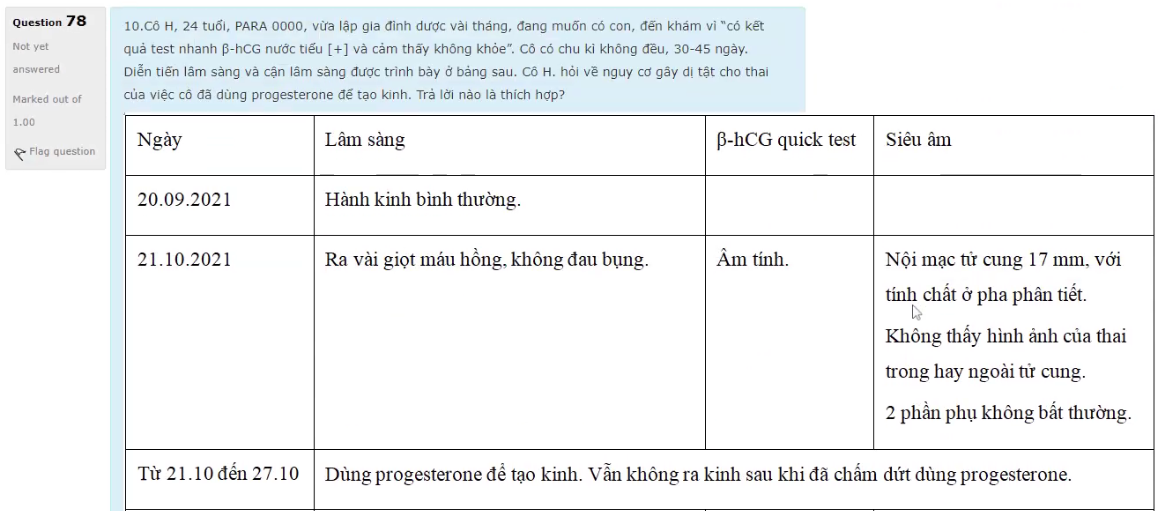 Question 78
Not yet
answered
Marked out of
1.00
Flag question
10.Cô H, 24 tuổi, PARA 0000, vừa lập gia đình được vài tháng, đang muốn có con, đến khám vì "có kết
quả test nhanh β-hCG nước tiểu [+] và cảm thấy không khỏe". Cô có chu kì không đều, 30-45 ngày.
Diễn tiến lâm sàng và cận lâm sàng được trình bày ở bảng sau. Cô H. hỏi về nguy cơ gây dị tật cho thai
của việc cô đã dùng progesterone để tạo kinh. Trả lời nào là thích hợp?
Ngày Lâm sàng β-hCG quick test Siêu âm
20.09.2021 Hành kinh bình thường.
21.10.2021 Ra vài giọt máu hồng, không đau bụng. Âm tính. Nội mạc tử cung 17 mm, với
tính chất ở pha phân tiết.
Không thấy hình ảnh của thai
trong hay ngoài tử cung.
2 phần phụ không bất thường.
Từ 21.10 đến 27.10 Dùng progesterone để tạo kinh. Vẫn không ra kinh sau khi đã chấm dứt dùng progesterone.